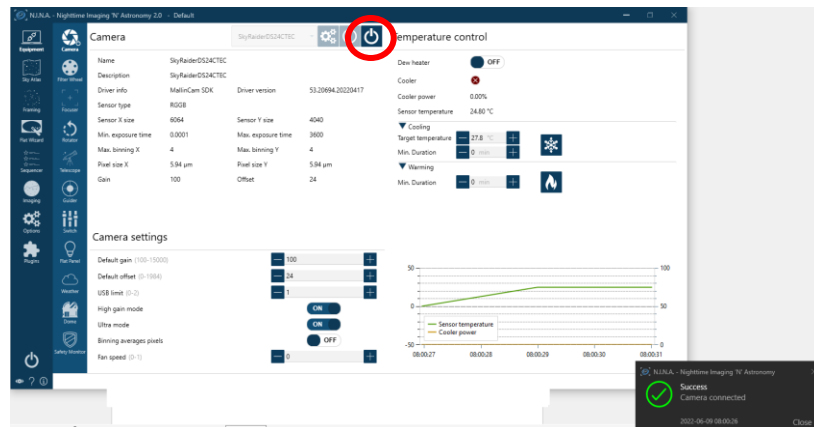 N.I.N.A. - Nighttime Imaging 'N' Astronomy 2.0 - Default
Equipment
Sky Atlas
Framing
Flat Wizard
Sequencer
Imaging
Options
Plugins
Camera
Filter Wheel
Focuser
Rotator
Telescope
Guider
Switch
Flat Panel
Weather
Dome
Safety Monitor
Camera
SkyRaiderDS24CTEC
Name SkyRaiderDS24CTEC
Description SkyRaiderDS24CTEC
Driver info MallinCam SDK Driver version 53.20694.20220417
Sensor type RGGB
Sensor X size 6064 Sensor Y size 4040
Min. exposure time 0.0001 Max. exposure time 3600
Max. binning X 4 Max. binning Y 4
Pixel size X 5.94 µm Pixel size Y 5.94 µm
Gain 100 Offset 24
Camera settings
Default gain (100-15000) 100
Default offset (0-1984) 24
USB limit (0-2) 1
High gain mode ON
Ultra mode ON
Binning averages pixels OFF
Fan speed (0-1) 0
Temperature control
Dew heater OFF
Cooler
Cooler power 0.00%
Sensor temperature 24.80 °C
Cooling
Target temperature 27.8 °C
Min. Duration 0 min
Warming
Min. Duration 0 min
50 100
0 50
-50 0
Sensor temperature
Cooler power
08:00:27 08:00:28 08:00:29 08:00:30 08:00:31
N.I.N.A. - Nighttime Imaging 'N' Astronomy
Success
Camera connected
2022-06-09 08:00:26 Close